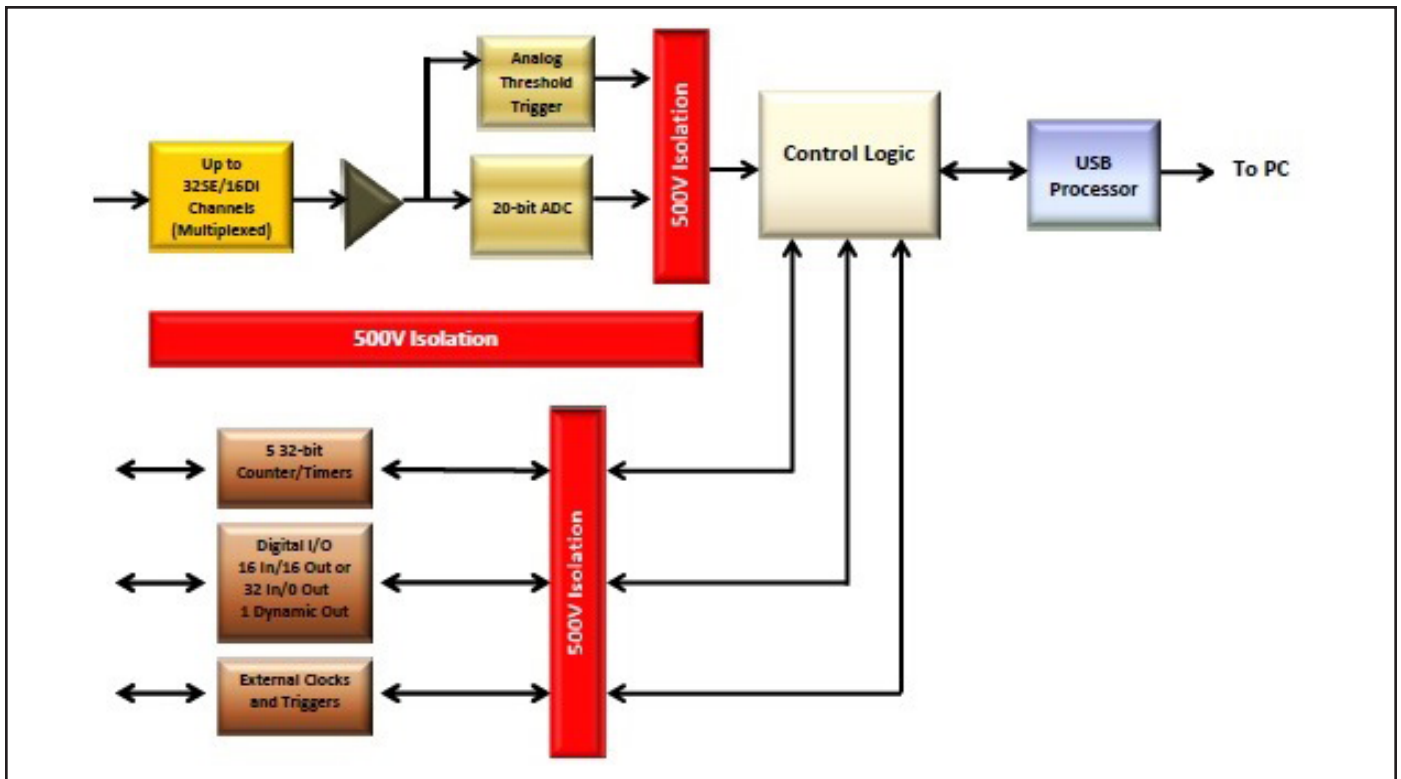 Analog
Threshold
Trigger
500V Isolation
Control Logic
USB
Processor
To PC
Up to
32SE/16DI
Channels
(Multiplexed)
20-bit ADC
500V Isolation
5 32-bit
Counter/Timers
Digital I/O
16 In/16 Out or
32 In/0 Out
1 Dynamic Out
External Clocks
and Triggers
500V Isolation